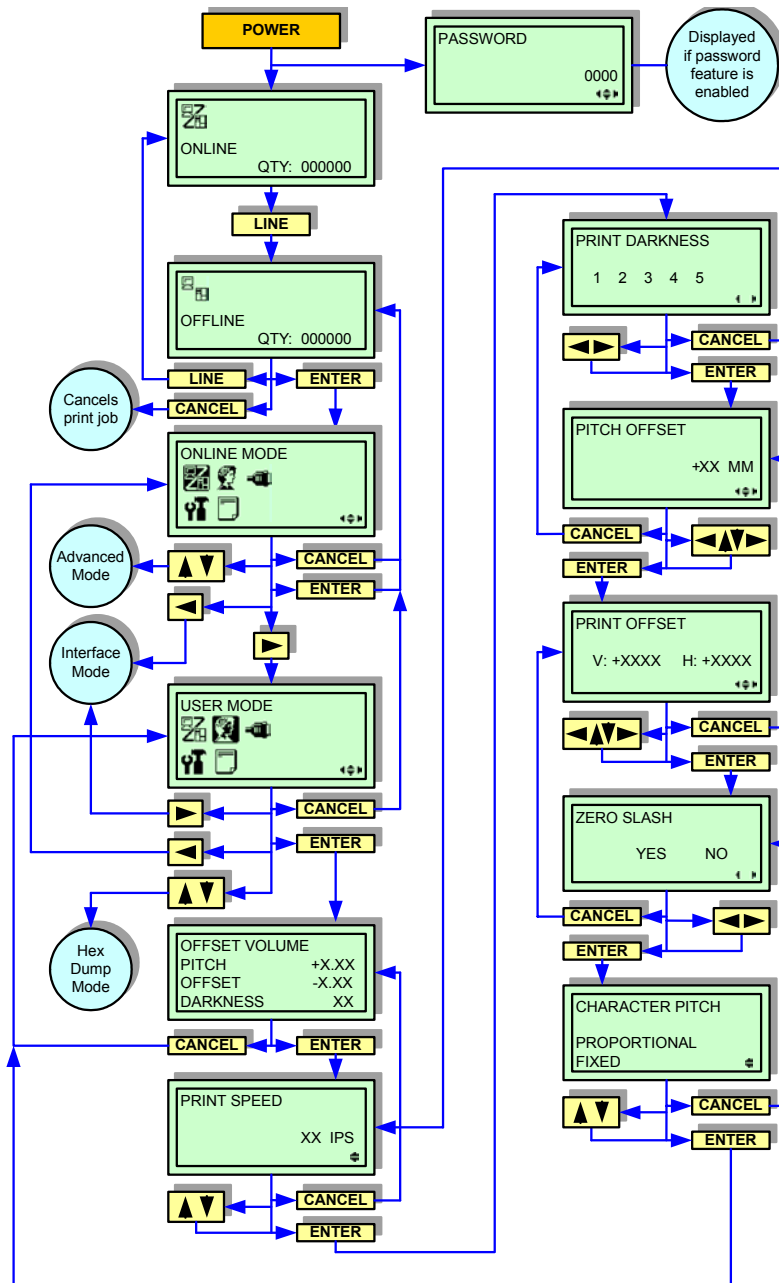 POWER
PASSWORD
0000
Displayed
if password
feature is
enabled
ONLINE
QTY: 000000
LINE
OFFLINE
QTY: 000000
LINE
ENTER
CANCEL
Cancels
print job
ONLINE MODE
Advanced
Mode
CANCEL
ENTER
Interface
Mode
USER MODE
CANCEL
ENTER
Hex
Dump
Mode
OFFSET VOLUME
PITCH +X.XX
OFFSET -X.XX
DARKNESS XX
CANCEL
ENTER
PRINT SPEED
XX IPS
CANCEL
ENTER
PRINT DARKNESS
1 2 3 4 5
CANCEL
ENTER
PITCH OFFSET
+XX MM
CANCEL
ENTER
PRINT OFFSET
V: +XXXX H: +XXXX
CANCEL
ENTER
ZERO SLASH
YES NO
CANCEL
ENTER
CHARACTER PITCH
PROPORTIONAL
FIXED
CANCEL
ENTER